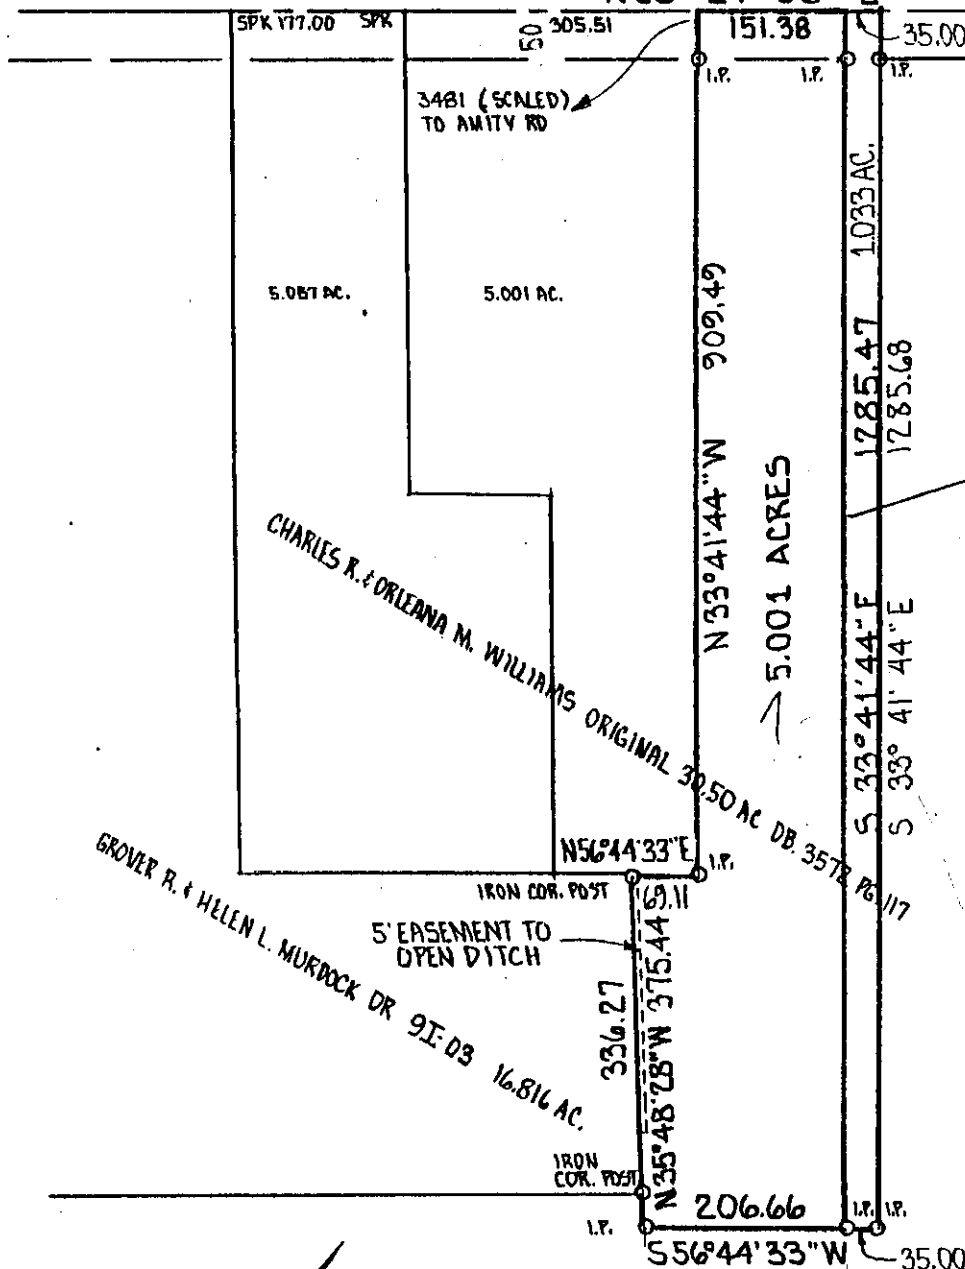 SPK 177.00 SPK
50
305.51
151.38
35.00
I.P.
I.P.
I.P.
3481 (SCALED)
TO AMITY RD
1.033 AC.
5.087 AC.
5.001 AC.
N 33°41'44"W 909.49
5.001 ACRES
S 33°41'44"E 1285.47
S 33° 41' 44"E 1285.68
CHARLES R. & ORLEANA M. WILLIAMS ORIGINAL 30.50 AC DB. 3572 PG. 117
N56°44'33"E
I.P.
IRON COR. POST
69.11
5' EASEMENT TO
OPEN DITCH
GROVER R. & HELEN L. MURDOCK DR 9I-03 16.816 AC.
336.27
N 35°48'28"W 375.44
IRON
COR. POST
206.66
I.P.
I.P.
I.P.
S56°44'33"W
35.00